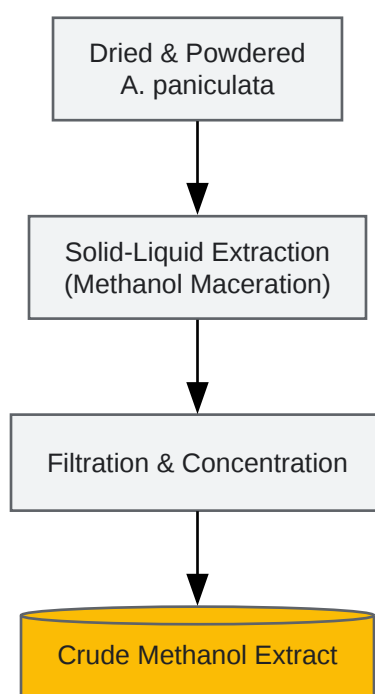 Dried & Powdered
A. paniculata
Solid-Liquid Extraction
(Methanol Maceration)
Filtration & Concentration
Crude Methanol Extract